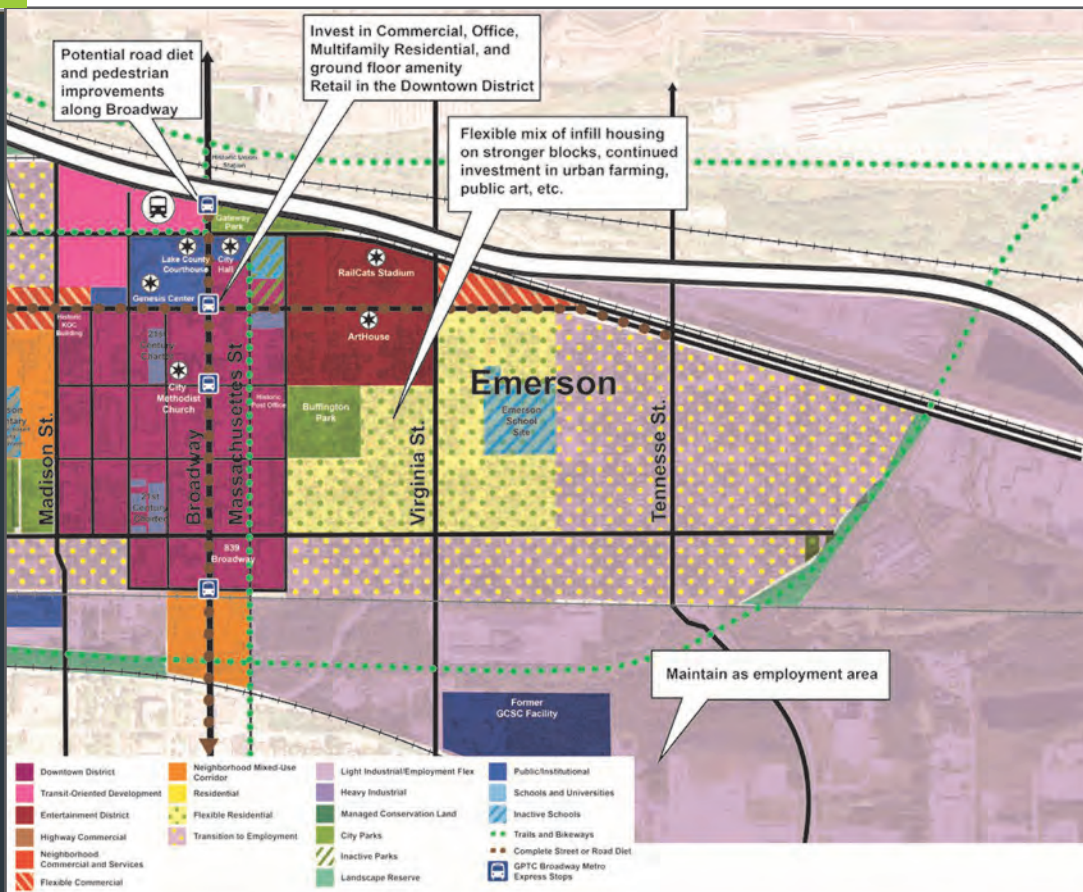 Potential road diet
and pedestrian
improvements
along Broadway
Invest in Commercial, Office,
Multifamily Residential, and
ground floor amenity
Retail in the Downtown District
Flexible mix of infill housing
on stronger blocks, continued
investment in urban farming,
public art, etc.
Historic Union
Station
Gateway
Park
Lake County
Courthouse
City
Hall
RailCats Stadium
Genesis Center
Historic
KOC
Building
21st
Century
Charter
ArtHouse
City
Methodist
Church
Historic
Post Office
Buffington
Park
Emerson
Emerson
School
Site
Madison St.
Broadway
Massachusettes St
Virginia St.
Tennesse St.
21st
Century
Charter
839
Broadway
Maintain as employment area
Former
GCSC Facility
Downtown District
Transit-Oriented Development
Entertainment District
Highway Commercial
Neighborhood
Commercial and Services
Flexible Commercial
Neighborhood Mixed-Use
Corridor
Residential
Flexible Residential
Transition to Employment
Light Industrial/Employment Flex
Heavy Industrial
Managed Conservation Land
City Parks
Inactive Parks
Landscape Reserve
Public/Institutional
Schools and Universities
Inactive Schools
Trails and Bikeways
Complete Street or Road Diet
GPTC Broadway Metro
Express Stops